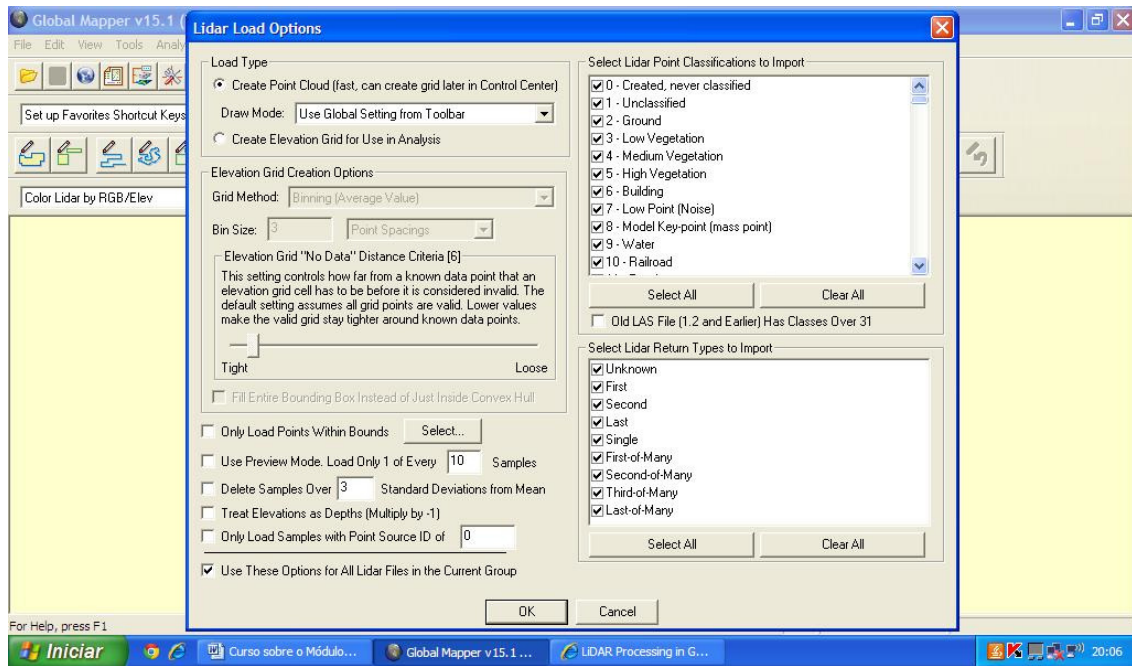 Global Mapper v15.1 (
Lidar Load Options
File Edit View Tools Analy
Set up Favorites Shortcut Keys
Color Lidar by RGB/Elev
Load Type
Create Point Cloud (fast, can create grid later in Control Center)
Draw Mode: Use Global Setting from Toolbar
Create Elevation Grid for Use in Analysis
Elevation Grid Creation Options
Grid Method: Binning (Average Value)
Bin Size: 3 Point Spacings
Elevation Grid "No Data" Distance Criteria [6]
This setting controls how far from a known data point that an
elevation grid cell has to be before it is considered invalid. The
default setting assumes all grid points are valid. Lower values
make the valid grid stay tighter around known data points.
Tight Loose
Fill Entire Bounding Box Instead of Just Inside Convex Hull
Only Load Points Within Bounds Select...
Use Preview Mode. Load Only 1 of Every 10 Samples
Delete Samples Over 3 Standard Deviations from Mean
Treat Elevations as Depths (Multiply by -1)
Only Load Samples with Point Source ID of 0
Use These Options for All Lidar Files in the Current Group
Select Lidar Point Classifications to Import
0 - Created, never classified
1 - Unclassified
2 - Ground
3 - Low Vegetation
4 - Medium Vegetation
5 - High Vegetation
6 - Building
7 - Low Point (Noise)
8 - Model Key-point (mass point)
9 - Water
10 - Railroad
Select All Clear All
Old LAS File (1.2 and Earlier) Has Classes Over 31
Select Lidar Return Types to Import
Unknown
First
Second
Last
Single
First-of-Many
Second-of-Many
Third-of-Many
Last-of-Many
Select All Clear All
OK Cancel
For Help, press F1
Iniciar Curso sobre o Módulo... Global Mapper v15.1 ... LiDAR Processing in G... 20:06